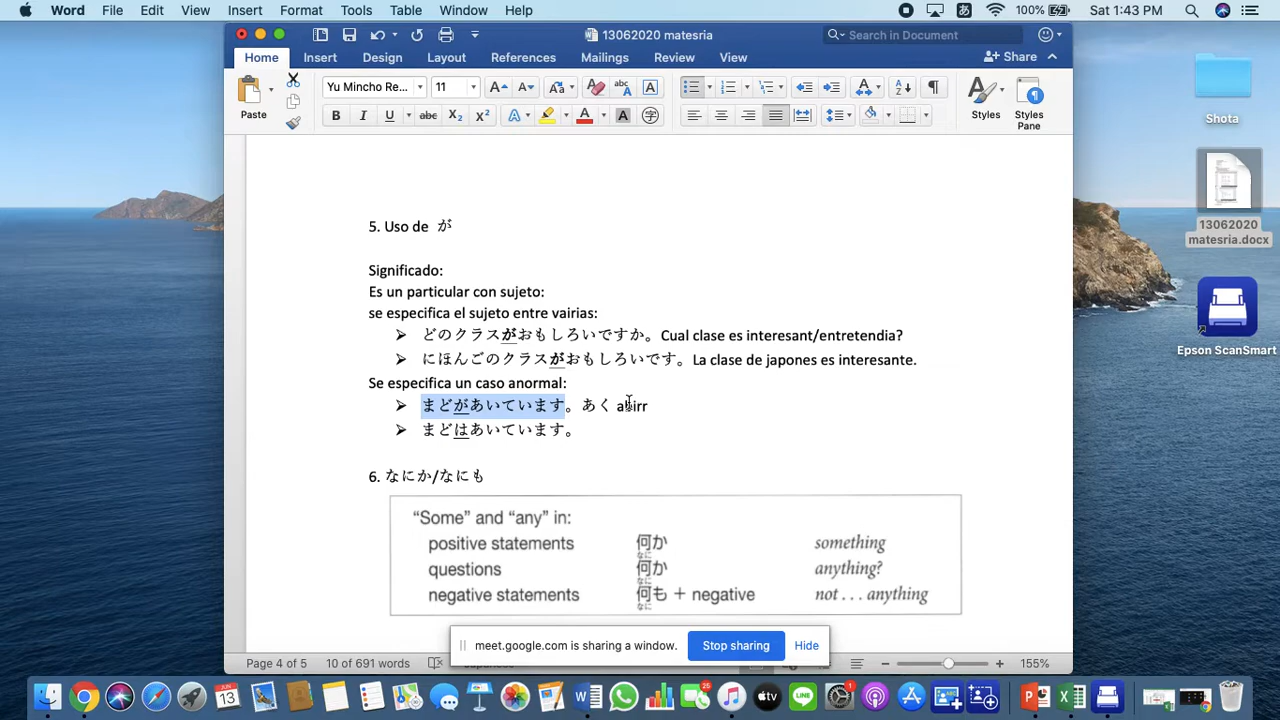 Word File Edit View Insert Format Tools Table Window Help 100% Sat 1:43 PM
13062020 matesria
Search in Document
Home Insert Design Layout References Mailings Review View
Share
Paste
Yu Mincho Re... 11
Styles
Styles Pane
5. Uso de が
Significado:
Es un particular con sujeto:
se especifica el sujeto entre vairias:
どのクラスがおもしろいですか。Cual clase es interesant/entretendia?
にほんごのクラスがおもしろいです。La clase de japones es interesante.
Se especifica un caso anormal:
まどがあいています。あく abirr
まどはあいています。
6. なにか/なにも
“Some” and “any” in:
positive statements 何か something
なに
questions 何か anything?
なに
negative statements 何も + negative not . . . anything
なに
meet.google.com is sharing a window. Stop sharing Hide
Page 4 of 5 10 of 691 words 155%
Shota
13062020
matesria.docx
Epson ScanSmart